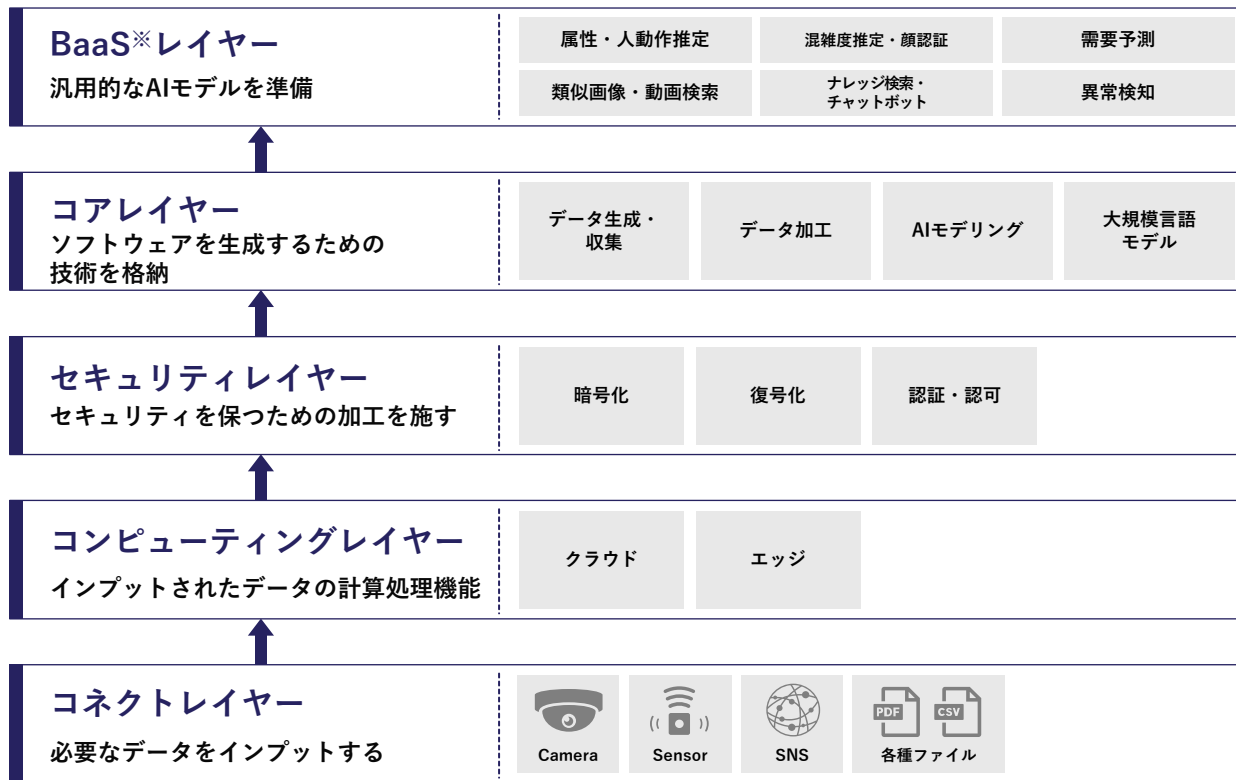 BaaS※レイヤー
汎用的なAIモデルを準備
属性・人動作推定
混雑度推定・顔認証
需要予測
類似画像・動画検索
ナレッジ検索・
チャットボット
異常検知
コアレイヤー
ソフトウェアを生成するための
技術を格納
データ生成・
収集
データ加工
AIモデリング
大規模言語
モデル
セキュリティレイヤー
セキュリティを保つための加工を施す
暗号化
復号化
認証・認可
コンピューティングレイヤー
インプットされたデータの計算処理機能
クラウド
エッジ
コネクトレイヤー
必要なデータをインプットする
Camera
Sensor
SNS
PDF
CSV
各種ファイル